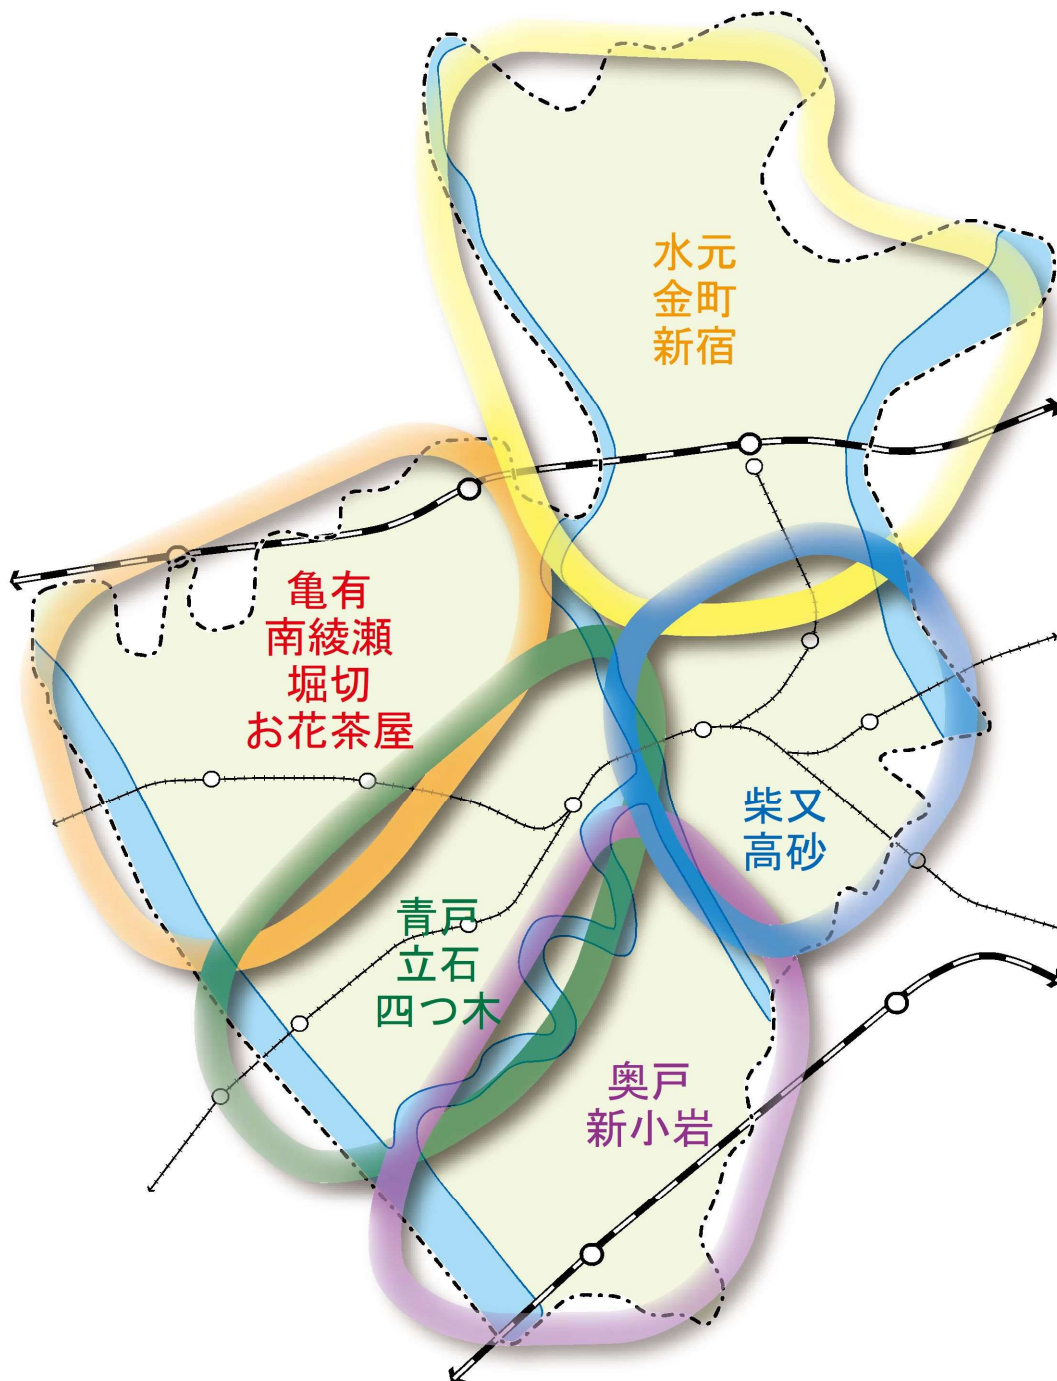 水元
金町
新宿
亀有
南綾瀬
堀切
お花茶屋
柴又
高砂
青戸
立石
四つ木
奥戸
新小岩